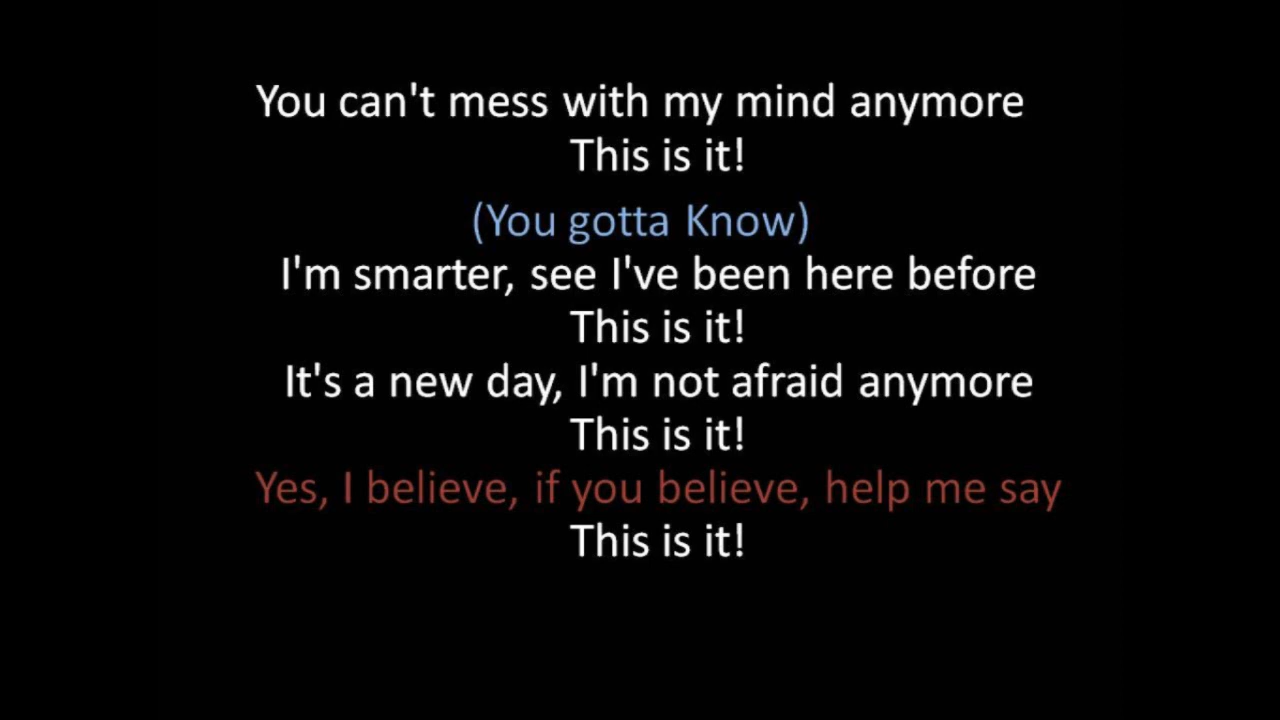 You can't mess with my mind anymore
This is it!
(You gotta Know)
I'm smarter, see I've been here before
This is it!
It's a new day, I'm not afraid anymore
This is it!
Yes, I believe, if you believe, help me say
This is it!